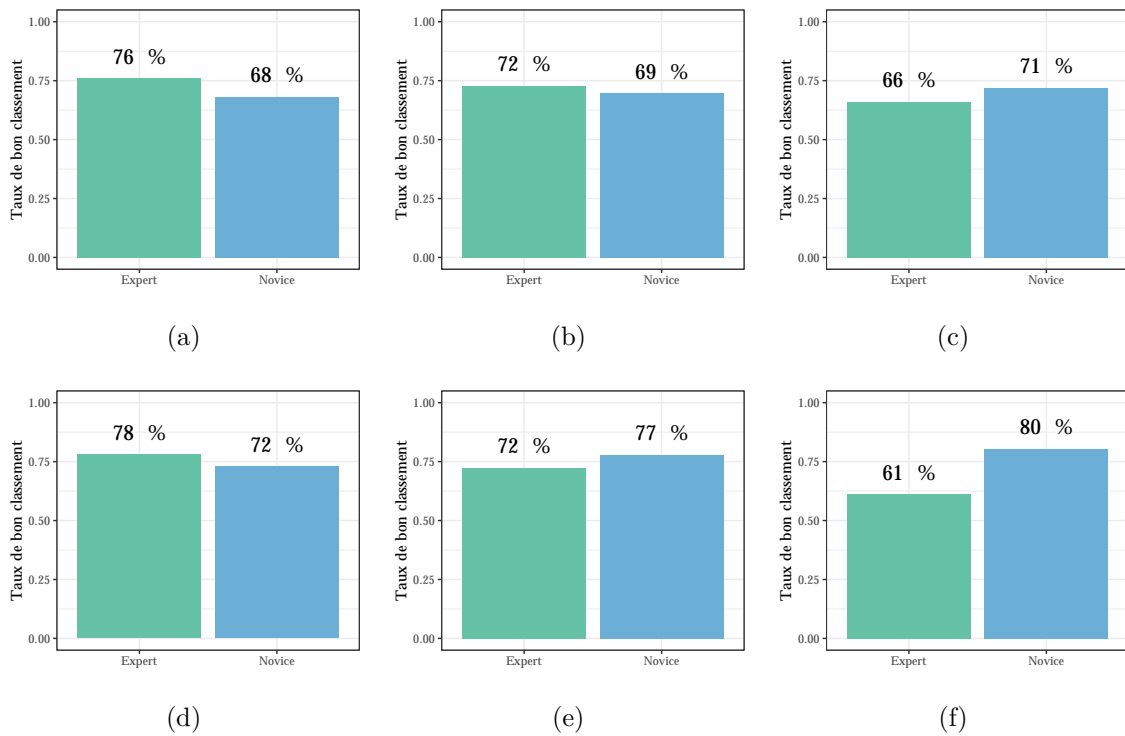 1.00
0.75
0.50
0.25
0.00
Taux de bon classement
76 %
68 %
Expert
Novice
(a)
1.00
0.75
0.50
0.25
0.00
Taux de bon classement
72 %
69 %
Expert
Novice
(b)
1.00
0.75
0.50
0.25
0.00
Taux de bon classement
66 %
71 %
Expert
Novice
(c)
1.00
0.75
0.50
0.25
0.00
Taux de bon classement
78 %
72 %
Expert
Novice
(d)
1.00
0.75
0.50
0.25
0.00
Taux de bon classement
72 %
77 %
Expert
Novice
(e)
1.00
0.75
0.50
0.25
0.00
Taux de bon classement
61 %
80 %
Expert
Novice
(f)